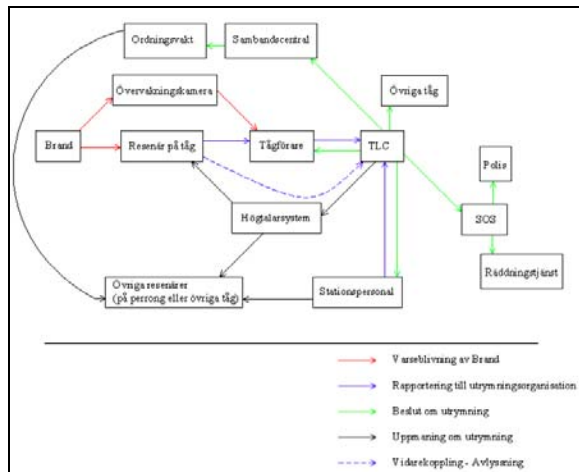 Ordningsvakt
Sambandscentral
Övervakningskamera
Övriga tåg
Brand
Resenär på tåg
Tågförare
TLC
Polis
Högtalarsystem
SOS
Räddningstjänst
Övriga resenärer
(på perrong eller övriga tåg)
Stationspersonal
Varseblivning av Brand
Rapportering till utrymningsorganisation
Beslut om utrymning
Uppmaning om utrymning
Vidarekoppling - Avlyssning